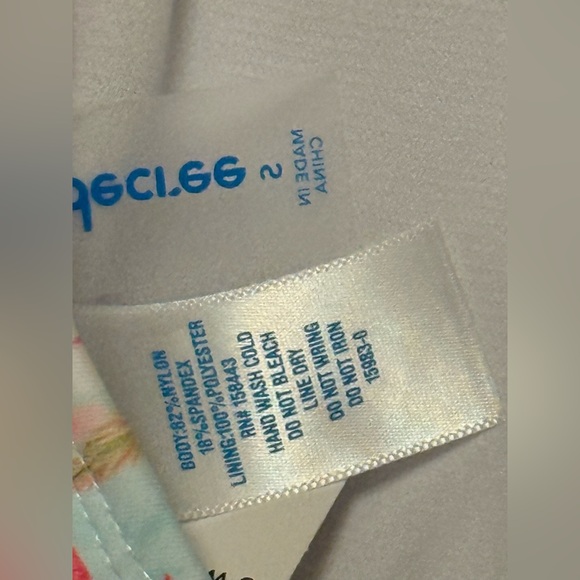 decree
S
MADE IN
CHINA
BODY:82%NYLON
18%SPANDEX
LINING:100%POLYESTER
RN# 158443
HAND WASH COLD
DO NOT BLEACH
LINE DRY
DO NOT WRING
DO NOT IRON
15983-0